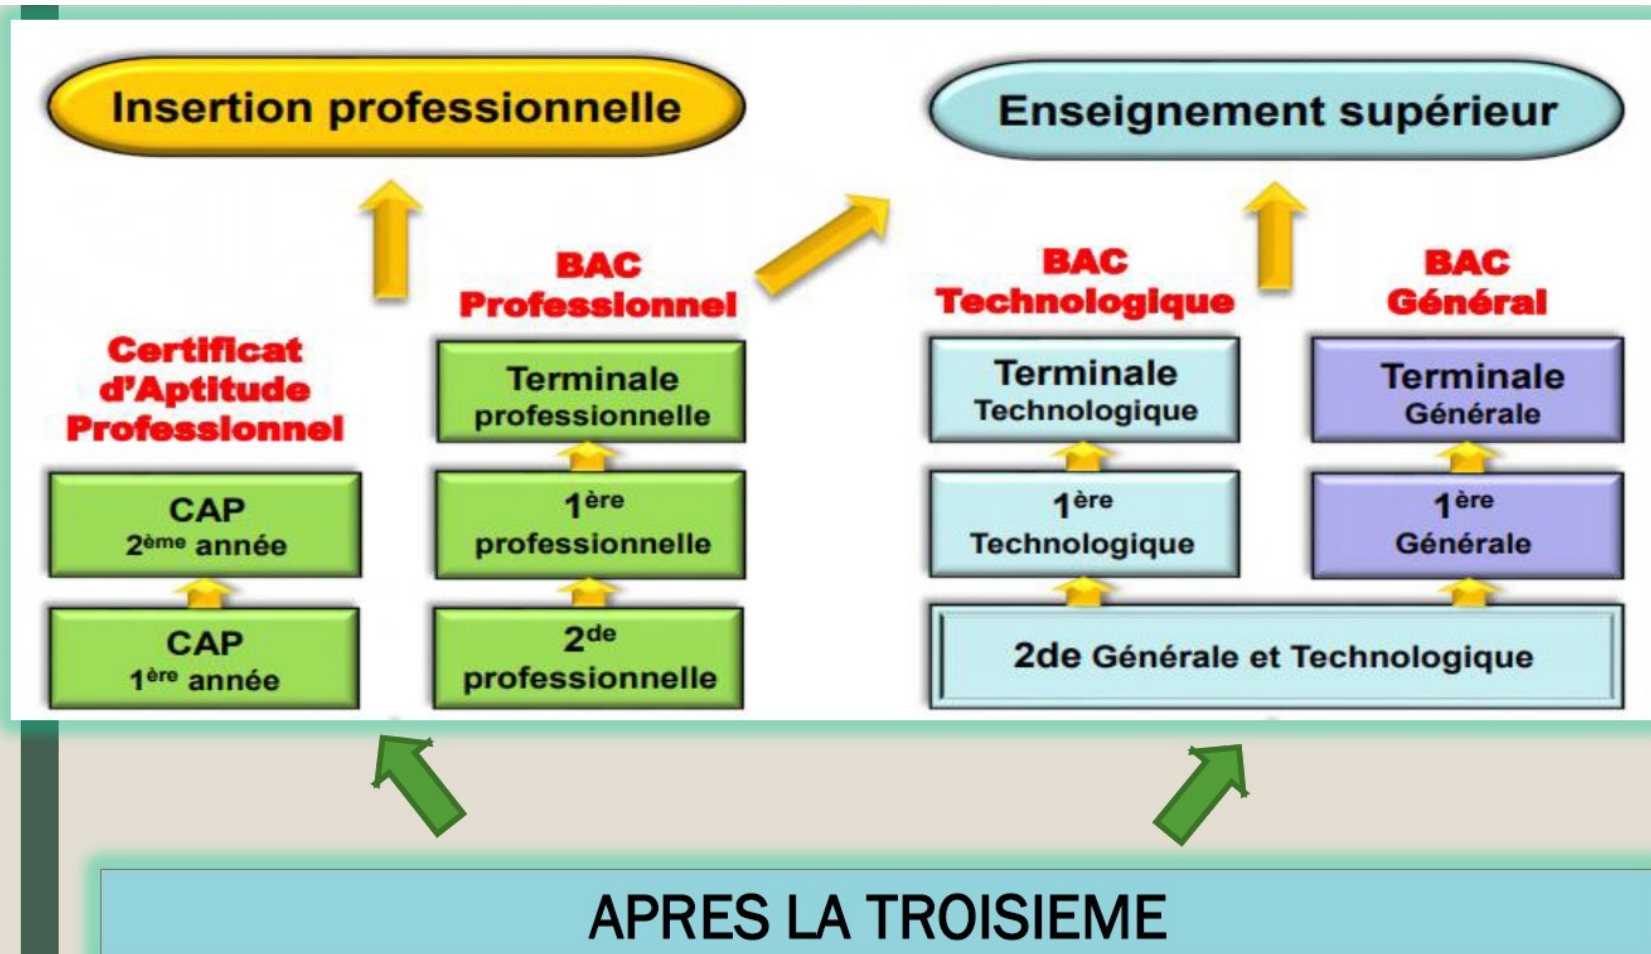 Insertion professionnelle
Enseignement supérieur
Certificat
d'Aptitude
Professionnel
CAP
2ème année
CAP
1ère année
BAC
Professionnel
Terminale
professionnelle
1ère
professionnelle
2de
professionnelle
BAC
Technologique
Terminale
Technologique
1ère
Technologique
BAC
Général
Terminale
Générale
1ère
Générale
2de Générale et Technologique
APRES LA TROISIEME